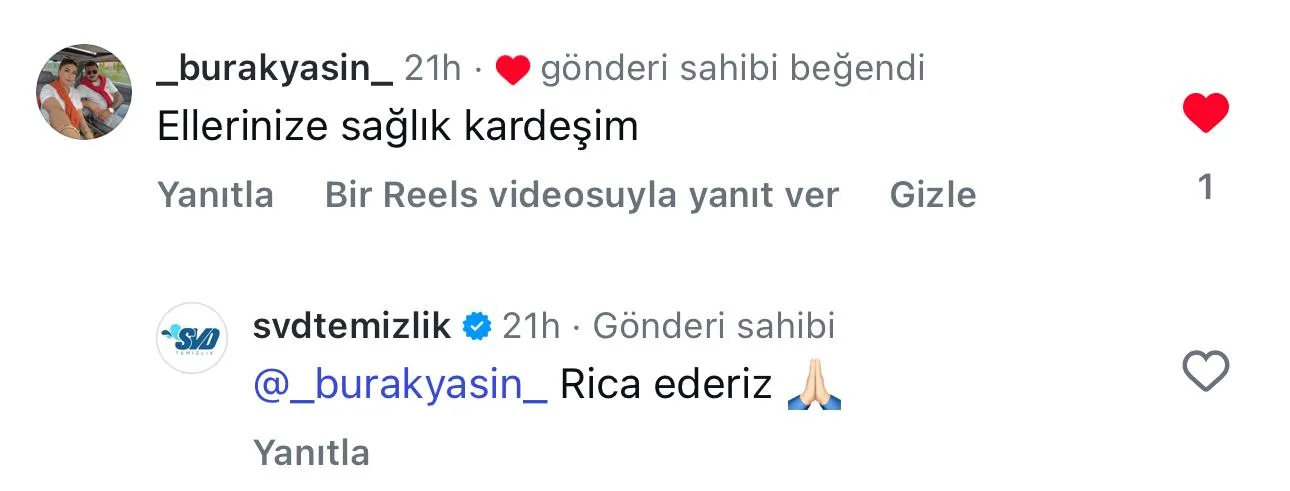 _burakyasin_ 21h · ❤️ gönderi sahibi beğendi
Ellerinize sağlık kardeşim
Yanıtla Bir Reels videosuyla yanıt ver Gizle
1
SVD
TEMİZLİK
svdtemizlik 21h · Gönderi sahibi
@_burakyasin_ Rica ederiz 🙏🏻
Yanıtla